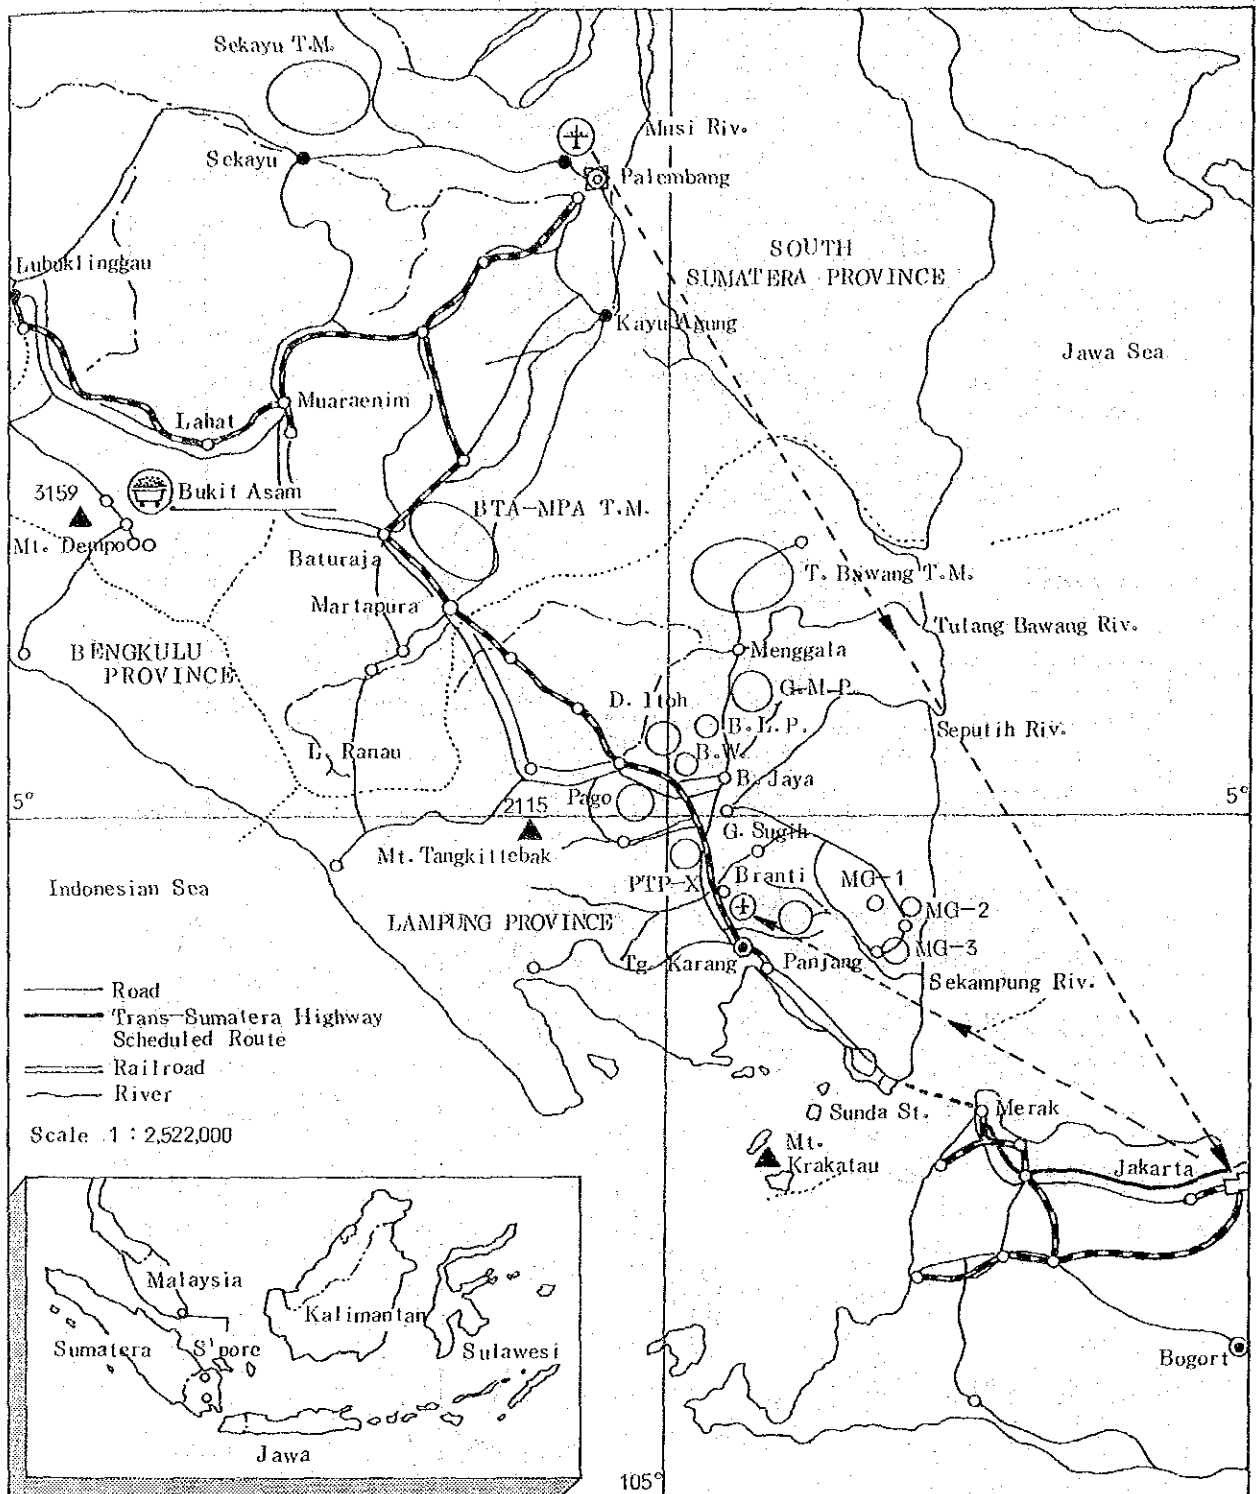 Sekayu T.M.
Musi Riv.
Sekayu
Palembang
SOUTH
SUMATERA PROVINCE
Lubuklinggau
Kayu Agung
Jawa Sea
Muaraenim
Lahat
3159
Bukit Asam
BTA-MPA T.M.
Mt. Dempo
Baturaja
T. Bawang T.M.
Martapura
Tulang Bawang Riv.
BENGKULU
PROVINCE
Menggala
G.M.P.
D. Itoh
B.L.P.
Seputih Riv.
L. Ranau
B.W.
B. Jaya
5°
2115
Pago
5°
G. Sugih
Mt. Tangkittebak
Indonesian Sea
PTP-X
Branti
MG-1
MG-2
LAMPUNG PROVINCE
MG-3
Tg. Karang
Panjang
Sekampung Riv.
Road
Trans-Sumatera Highway
Scheduled Route
Railroad
River
Sunda St.
Merak
Scale 1 : 2,522,000
Mt.
Krakatau
Jakarta
Malaysia
Kalimantan
Sumatera
S'pore
Sulawesi
Bogort
Jawa
105°